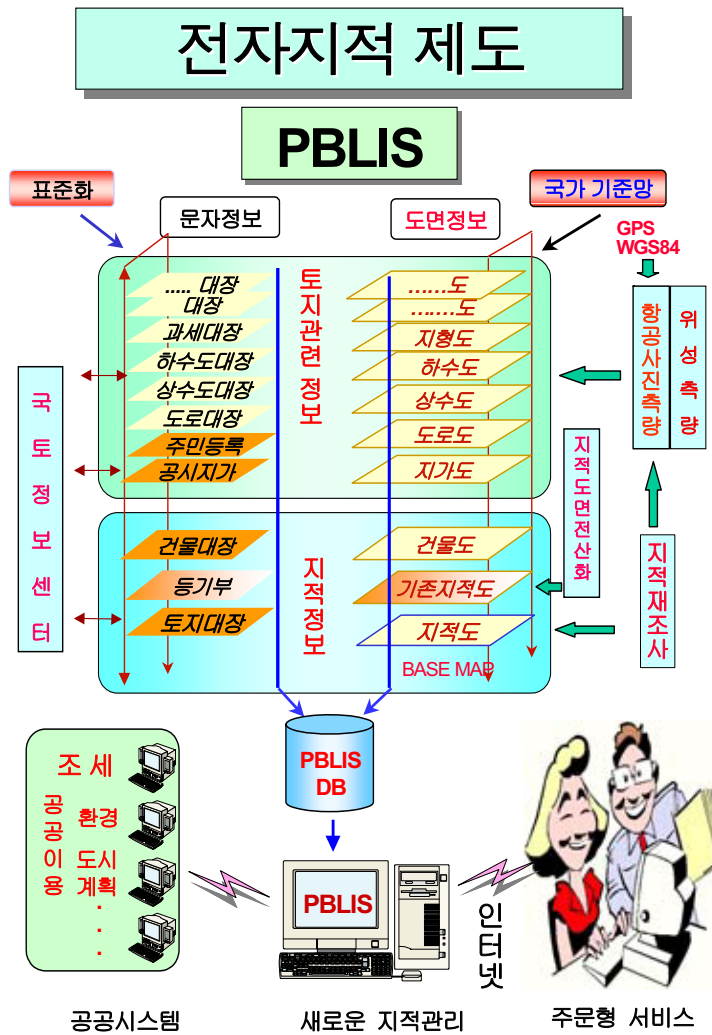 전자지적 제도
PBLIS
표준화
국가 기준망
문자정보
도면정보
GPS
WGS84
..... 대장
대장
과세대장
하수도대장
상수도대장
도로대장
주민등록
공시지가
토지관련 정보
......도
.......도
지형도
하수도
상수도
도로도
지가도
항공사진측량
위성측량
국토정보센터
지적도면전산화
지적재조사
건물대장
등기부
토지대장
지적정보
건물도
기존지적도
지적도
BASE MAP
PBLIS
DB
조세
공공이용
환경
도시
계획
.
.
.
PBLIS
인터넷
공공시스템
새로운 지적관리
주문형 서비스